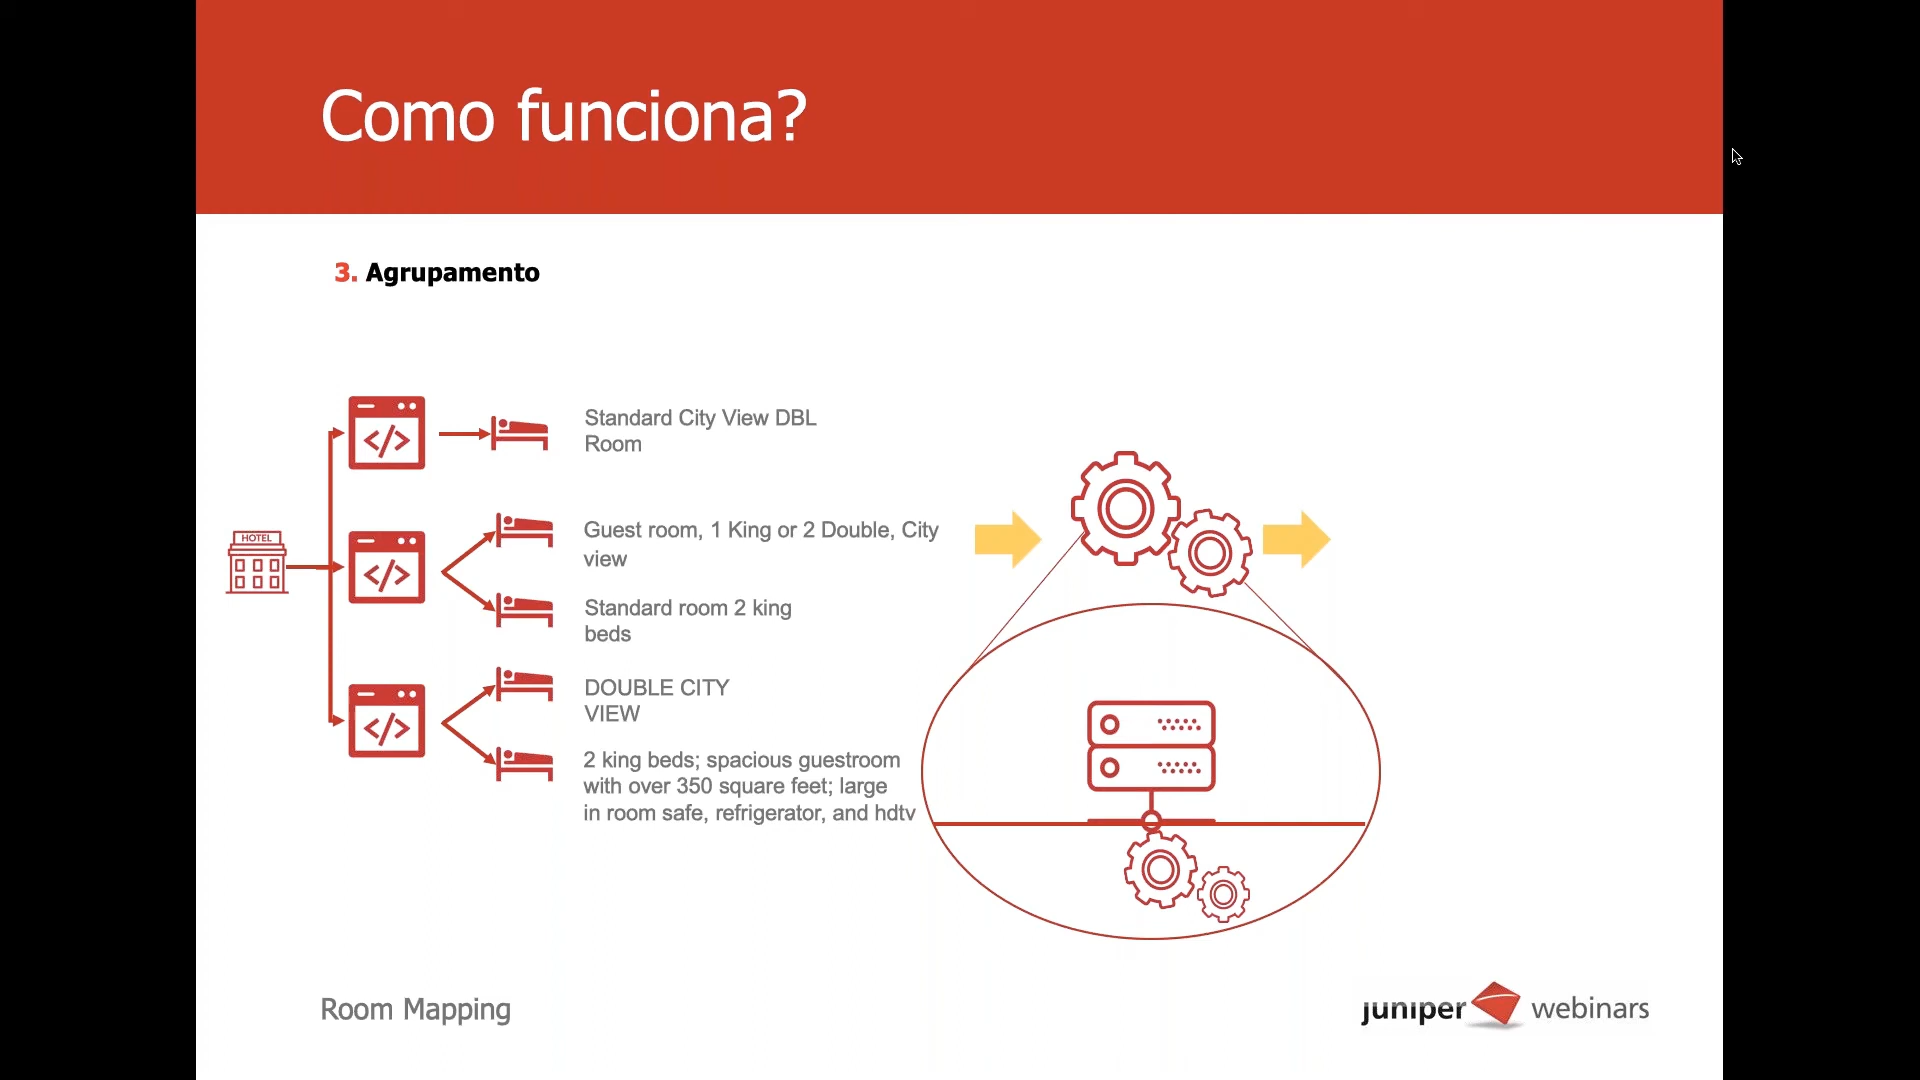 Como funciona?
3. Agrupamento
Standard City View DBL
Room
Guest room, 1 King or 2 Double, City
view
HOTEL
Standard room 2 king
beds
DOUBLE CITY
VIEW
2 king beds; spacious guestroom
with over 350 square feet; large
in room safe, refrigerator, and hdtv
Room Mapping
juniper webinars